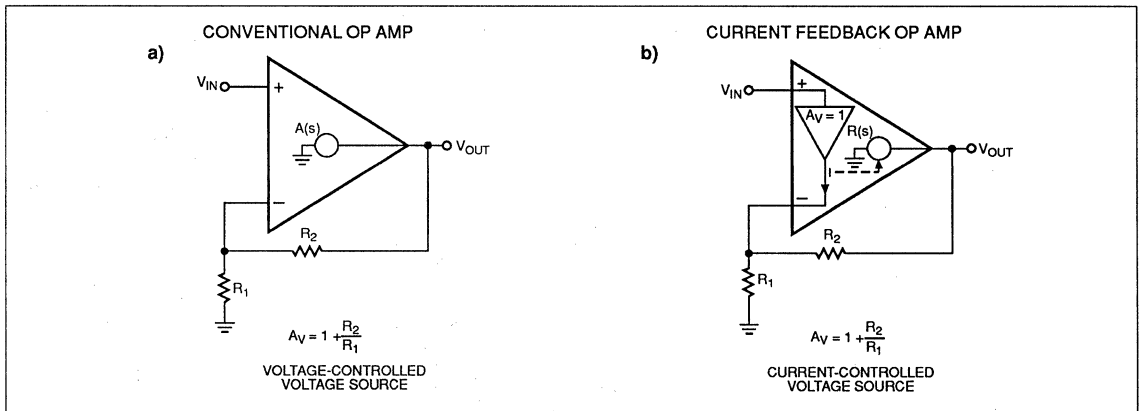 CONVENTIONAL OP AMP
a)
VIN
+
A(s)
VOUT
−
R2
R1
AV = 1 + R2/R1
VOLTAGE-CONTROLLED
VOLTAGE SOURCE
CURRENT FEEDBACK OP AMP
b)
VIN
+
AV = 1
R(s)
I
VOUT
−
R2
R1
AV = 1 + R2/R1
CURRENT-CONTROLLED
VOLTAGE SOURCE